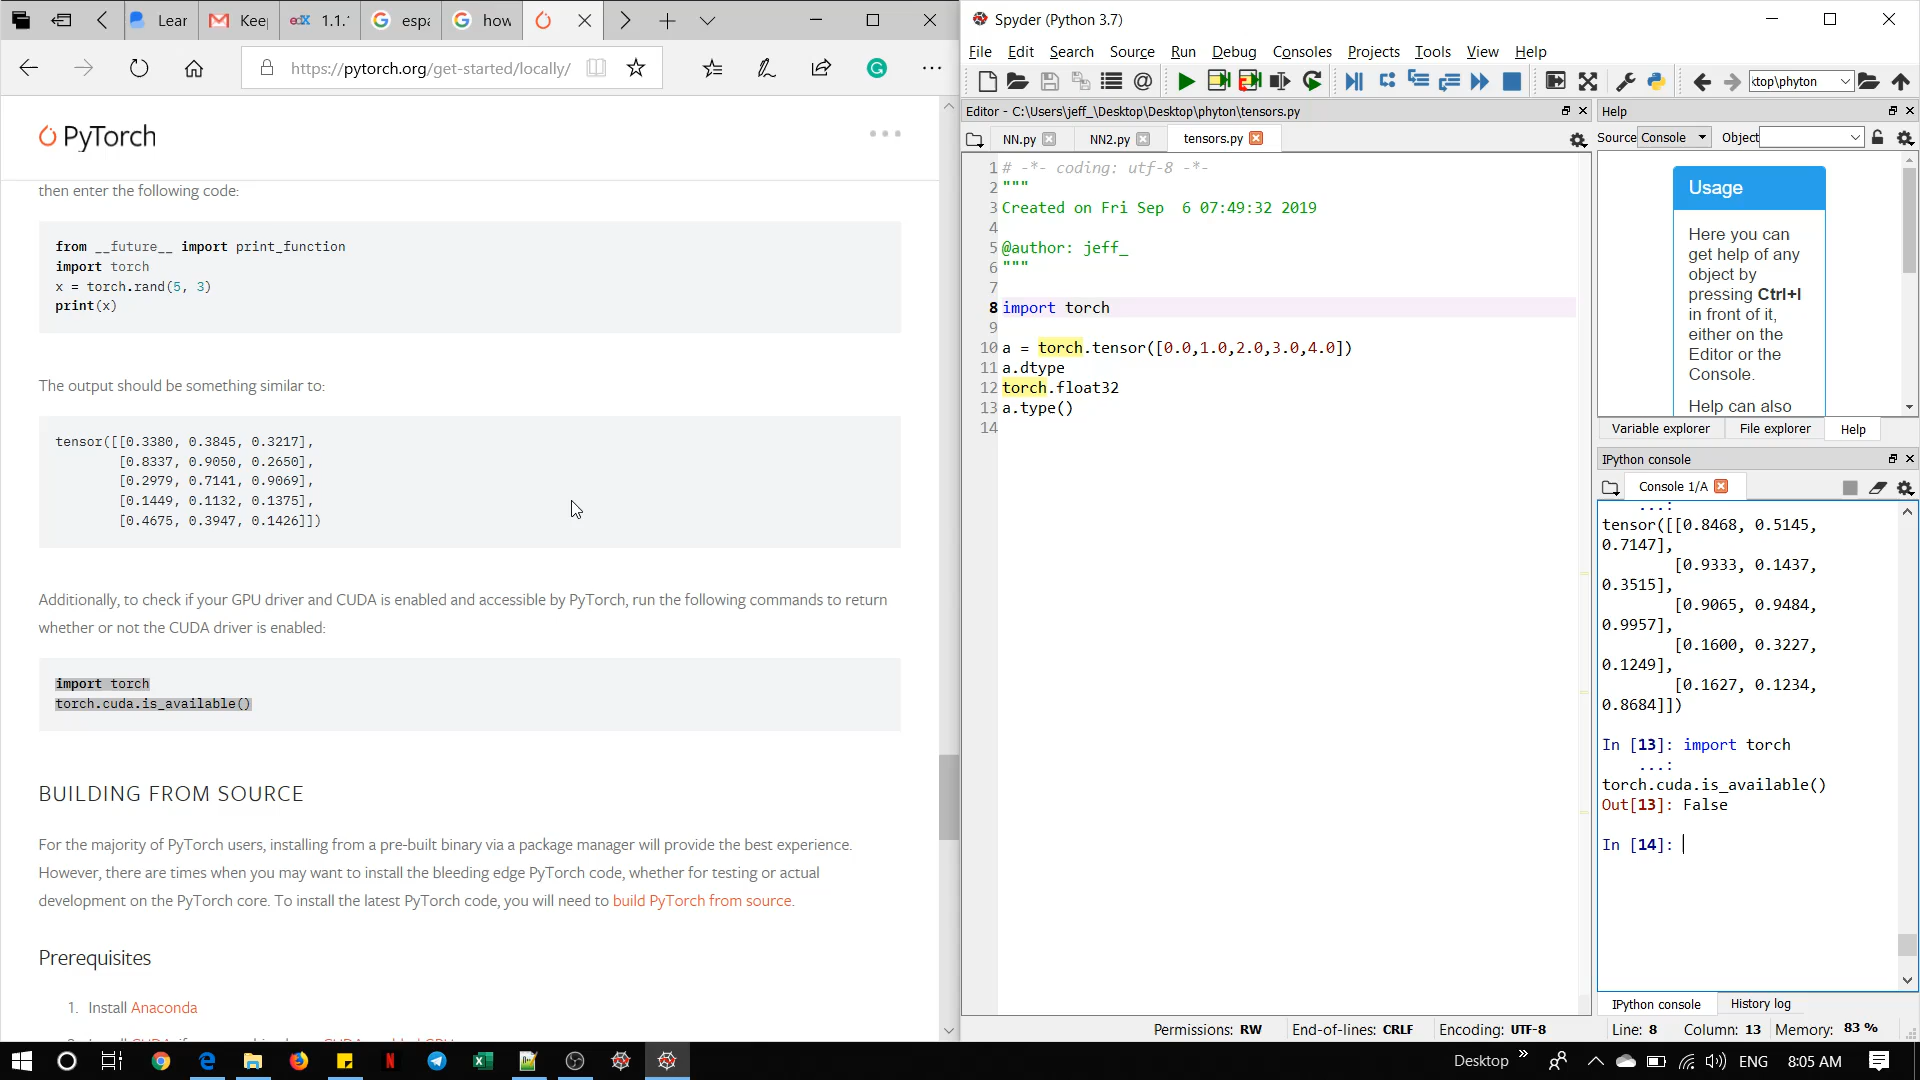 Lear
Keep
edX 1.1.1
G espa
G how
https://pytorch.org/get-started/locally/
PyTorch
then enter the following code:
from __future__ import print_function
import torch
x = torch.rand(5, 3)
print(x)
The output should be something similar to:
tensor([[0.3380, 0.3845, 0.3217],
[0.8337, 0.9050, 0.2650],
[0.2979, 0.7141, 0.9069],
[0.1449, 0.1132, 0.1375],
[0.4675, 0.3947, 0.1426]])
Additionally, to check if your GPU driver and CUDA is enabled and accessible by PyTorch, run the following commands to return
whether or not the CUDA driver is enabled:
import torch
torch.cuda.is_available()
BUILDING FROM SOURCE
For the majority of PyTorch users, installing from a pre-built binary via a package manager will provide the best experience.
However, there are times when you may want to install the bleeding edge PyTorch code, whether for testing or actual
development on the PyTorch core. To install the latest PyTorch code, you will need to build PyTorch from source.
Prerequisites
1. Install Anaconda
Spyder (Python 3.7)
File Edit Search Source Run Debug Consoles Projects Tools View Help
ktop\phyton
Editor - C:\Users\jeff_\Desktop\Desktop\phyton\tensors.py
NN.py NN2.py tensors.py
1 # -*- coding: utf-8 -*-
2 """
3 Created on Fri Sep  6 07:49:32 2019
4
5 @author: jeff_
6 """
7
8 import torch
9
10 a = torch.tensor([0.0,1.0,2.0,3.0,4.0])
11 a.dtype
12 torch.float32
13 a.type()
14
Help
Source Console Object
Usage
Here you can
get help of any
object by
pressing Ctrl+I
in front of it,
either on the
Editor or the
Console.
Help can also
Variable explorer File explorer Help
IPython console
Console 1/A
...:
tensor([[0.8468, 0.5145,
0.7147],
[0.9333, 0.1437,
0.3515],
[0.9065, 0.9484,
0.9957],
[0.1600, 0.3227,
0.1249],
[0.1627, 0.1234,
0.8684]])
In [13]: import torch
...:
torch.cuda.is_available()
Out[13]: False
In [14]:
IPython console History log
Permissions: RW End-of-lines: CRLF Encoding: UTF-8 Line: 8 Column: 13 Memory: 83 %
Desktop » ENG 8:05 AM